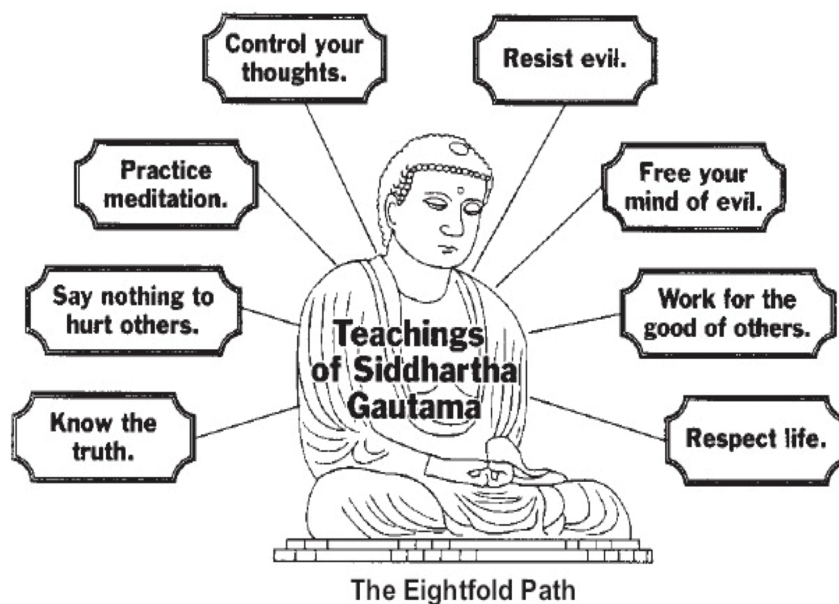 Control your
thoughts.
Resist evil.
Practice
meditation.
Free your
mind of evil.
Say nothing to
hurt others.
Work for the
good of others.
Know the
truth.
Respect life.
Teachings
of Siddhartha
Gautama
The Eightfold Path